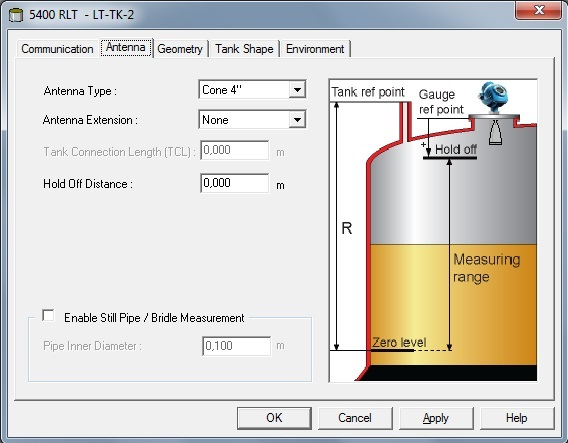 5400 RLT - LT-TK-2
Communication Antenna Geometry Tank Shape Environment
Antenna Type : Cone 4"
Antenna Extension : None
Tank Connection Length (TCL) : 0,000 m
Hold Off Distance : 0,000 m
Enable Still Pipe / Bridle Measurement
Pipe Inner Diameter : 0,100 m
Tank ref point
Gauge
ref point
+
Hold off
R
Measuring
range
Zero level
OK Cancel Apply Help